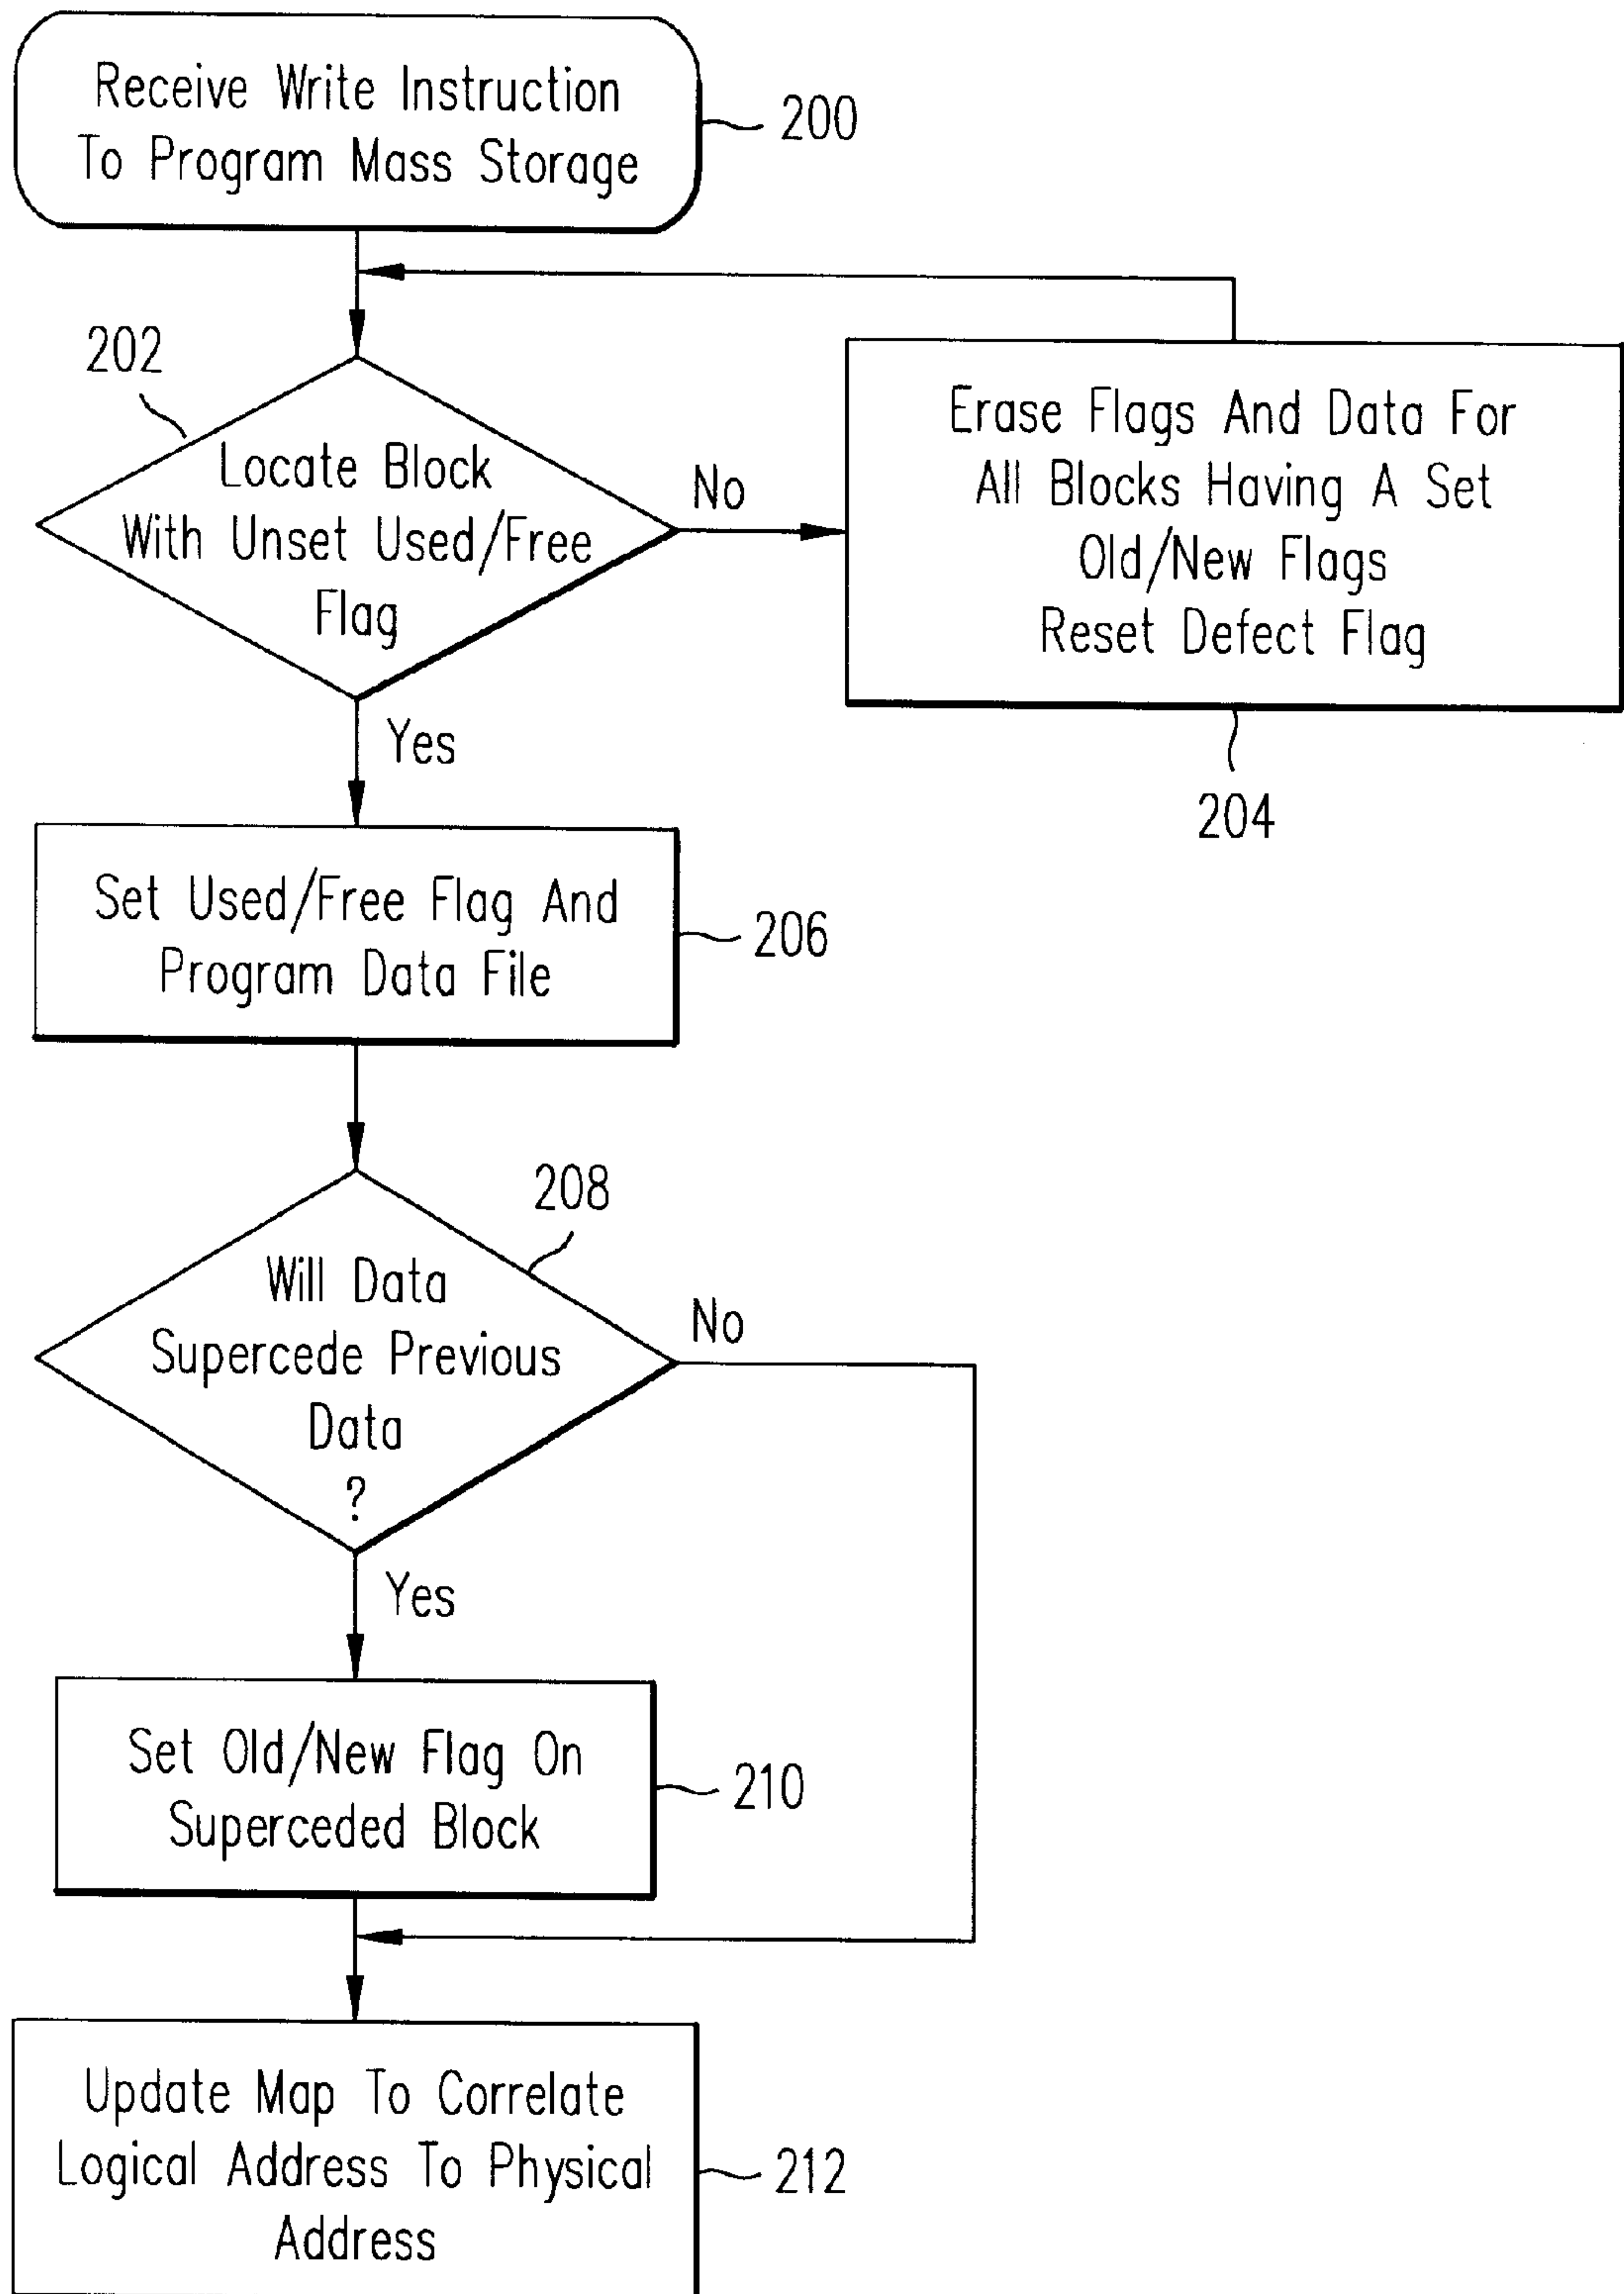 Receive Write Instruction
To Program Mass Storage
200
202
Locate Block
With Unset Used/Free
Flag
No
Erase Flags And Data For
All Blocks Having A Set
Old/New Flags
Reset Defect Flag
204
Yes
Set Used/Free Flag And
Program Data File
206
208
Will Data
Supercede Previous
Data
?
No
Yes
Set Old/New Flag On
Superceded Block
210
Update Map To Correlate
Logical Address To Physical
Address
212